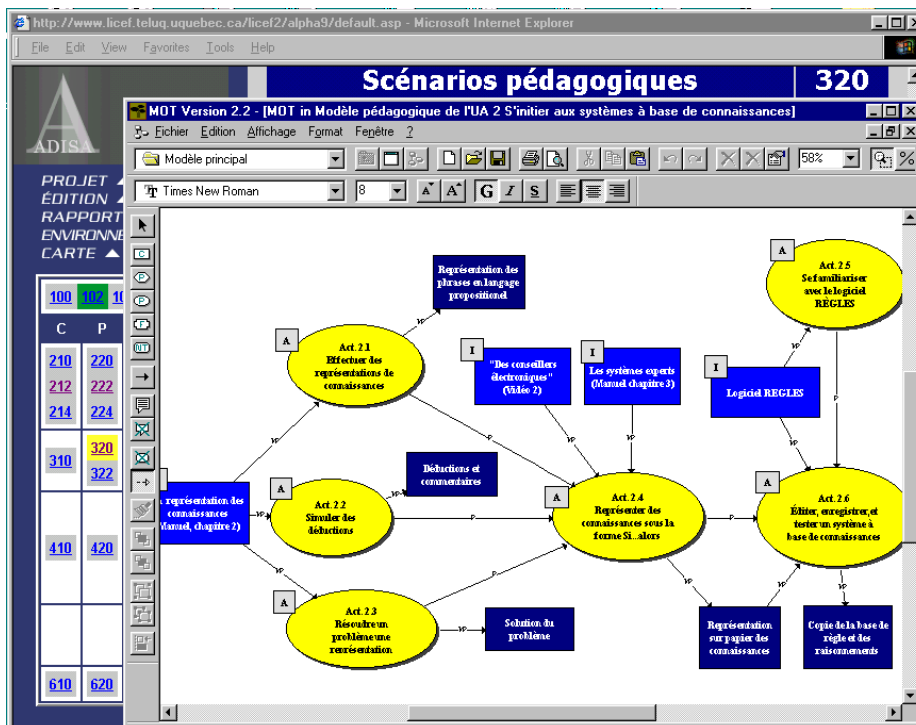 http://www.licef.teluq.uquebec.ca/licef2/alpha9/default.asp - Microsoft Internet Explorer
File Edit View Favorites Tools Help
Scénarios pédagogiques 320
MOT Version 2.2 - [MOT in Modèle pédagogique de l'UA 2 S'initier aux systèmes à base de connaissances]
Fichier Edition Affichage Format Fenêtre ?
Modèle principal 58%
Times New Roman 8 G I S
ADISA
PROJET
ÉDITION
RAPPORT
ENVIRONNE
CARTE
100 102 10
C P
210 220
212 222
214 224
310 320
322
410 420
610 620
C
P
P
F
INT
Représentation des
phrases en langage
propositionel
A
Act. 2.1
Effectuer des
représentations de
connaissances
I
"Des conseillers
électroniques"
(Vidéo 2)
I
Les systèmes experts
(Manuel chapitre 3)
A
Act. 2.5
Se familiariser
avec le logiciel
RÈGLES
I
Logiciel REGLES
représentation des
connaissances
Manuel, chapitre 2)
A
Act. 2.2
Simuler des
déductions
Déductions et
commentaires
A
Act. 2.4
Représenter des
connaissances sous la
forme Si...alors
A
Act. 2.6
Éditer, enregistrer, et
tester un système à
base de connaissances
A
Act. 2.3
Résoudre un
problème une
représentation
Solution du
problème
Représentation
sur papier des
connaissances
Copie de la base de
règle et des
raisonnements